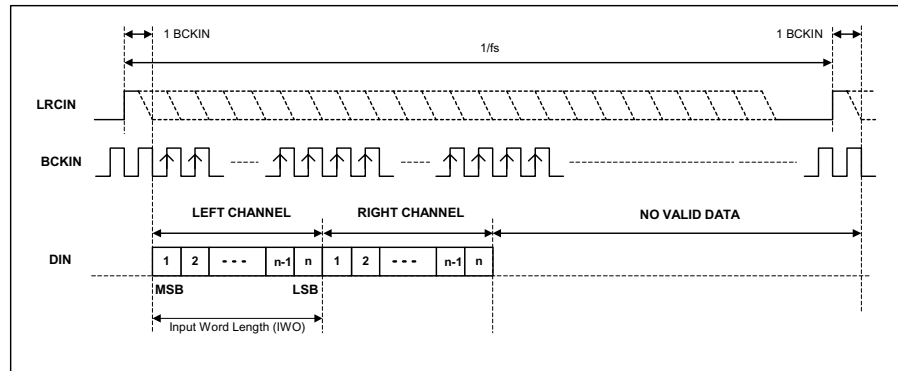 1 BCKIN
1/fs
1 BCKIN
LRCIN
BCKIN
LEFT CHANNEL
RIGHT CHANNEL
NO VALID DATA
DIN
1 2 - - - n-1 n 1 2 - - - n-1 n
MSB
LSB
Input Word Length (IWO)